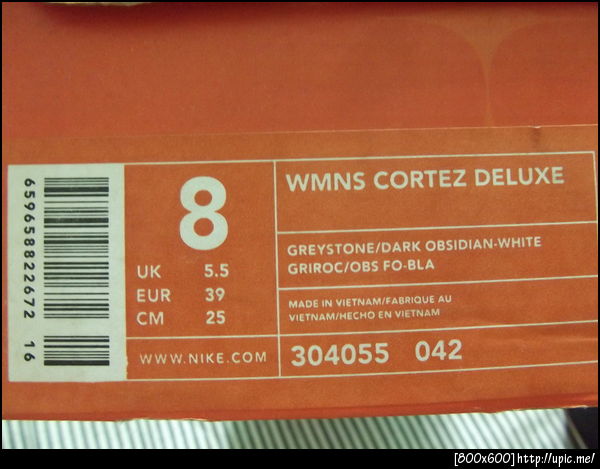 659658822672 16
8
UK 5.5
EUR 39
CM 25
WWW.NIKE.COM
WMNS CORTEZ DELUXE
GREYSTONE/DARK OBSIDIAN-WHITE
GRIROC/OBS FO-BLA
MADE IN VIETNAM/FABRIQUE AU
VIETNAM/HECHO EN VIETNAM
304055 042
[800x600]http://upic.me/